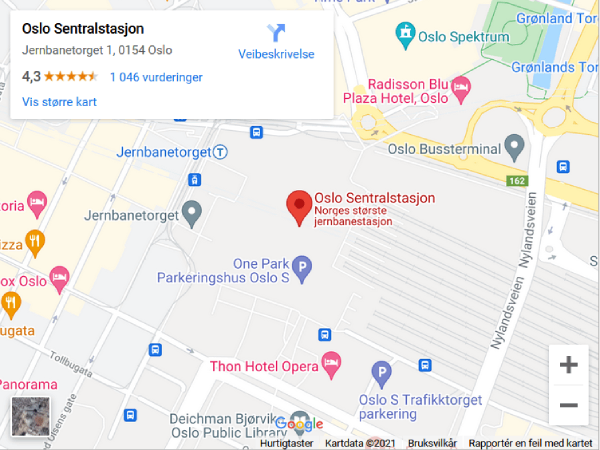 Oslo Sentralstasjon
Jernbanetorget 1, 0154 Oslo
Veibeskrivelse
4,3
1 046 vurderinger
Vis større kart
Grønland Tor
Oslo Spektrum
Grønlands Tor
Radisson Blu
Plaza Hotel, Oslo
Jernbanetorget T
Oslo Bussterminal
162
Nylandsveien
toria
Jernbanetorget
Oslo Sentralstasjon
Norges største
jernbanestasjon
izza
One Park
Parkeringshus Oslo S
P
ox Oslo
ugata
Nylandsveien
Tollbugata
Thon Hotel Opera
P
Panorama
Oslo S Trafikktorget
parkering
Deichman Bjørvik
Oslo Public Library
Google
Hurtigtaster
Kartdata ©2021
Bruksvilkår
Rapportér en feil med kartet